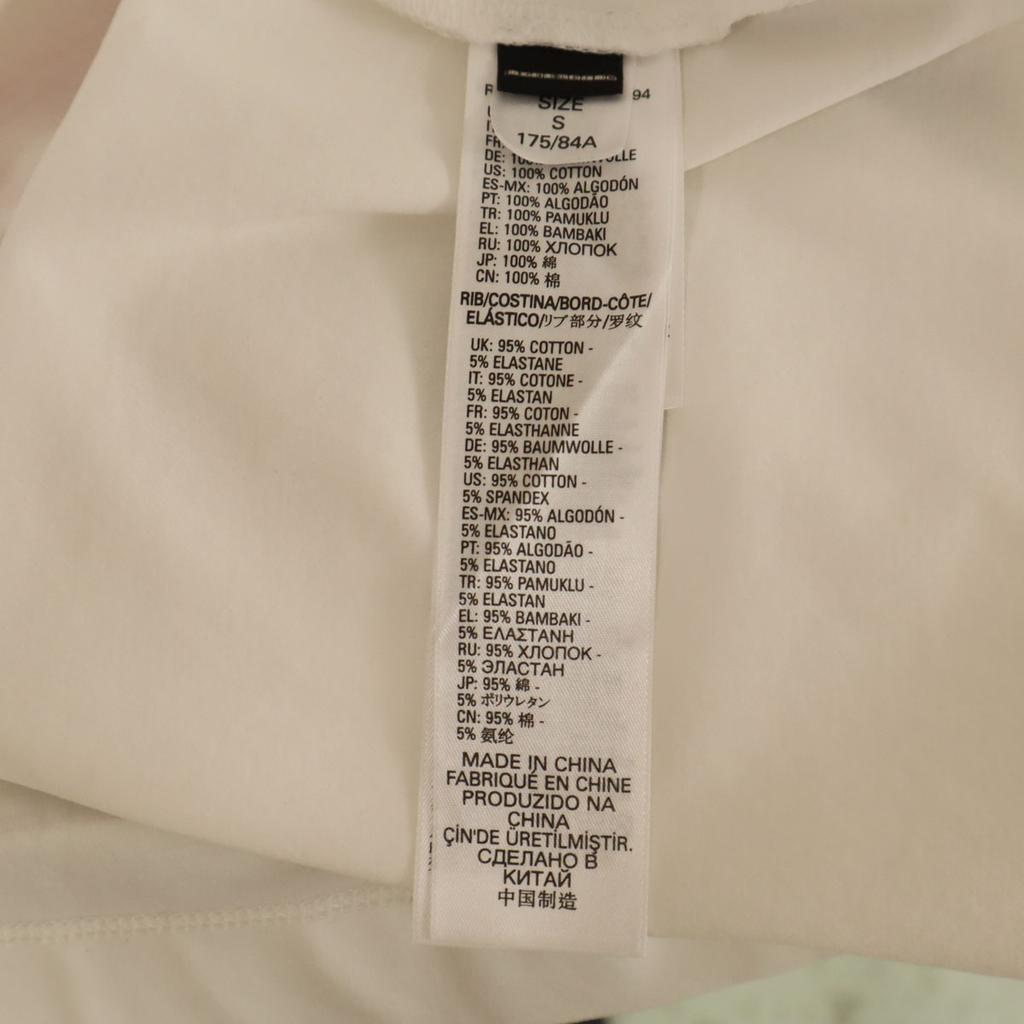 94
SIZE
S
175/84A
FR:
DE: 100%
US: 100% COTTON
ES-MX: 100% ALGODÓN
PT: 100% ALGODÃO
TR: 100% PAMUKLU
EL: 100% BAMBAKI
RU: 100% ХЛОПОК
JP: 100% 綿
CN: 100% 棉
RIB/COSTINA/BORD-CÔTE/
ELÁSTICO/リブ部分/罗纹
UK: 95% COTTON -
5% ELASTANE
IT: 95% COTONE -
5% ELASTAN
FR: 95% COTON -
5% ELASTHANNE
DE: 95% BAUMWOLLE -
5% ELASTHAN
US: 95% COTTON -
5% SPANDEX
ES-MX: 95% ALGODÓN -
5% ELASTANO
PT: 95% ALGODÃO -
5% ELASTANO
TR: 95% PAMUKLU -
5% ELASTAN
EL: 95% BAMBAKI -
5% ΕΛΑΣΤΑΝΗ
RU: 95% ХЛОПОК -
5% ЭЛАСТАН
JP: 95% 綿 -
5% ポリウレタン
CN: 95% 棉 -
5% 氨纶
MADE IN CHINA
FABRIQUÉ EN CHINE
PRODUZIDO NA
CHINA
ÇİN'DE ÜRETİLMİŞTİR.
СДЕЛАНО В
КИТАЙ
中国制造